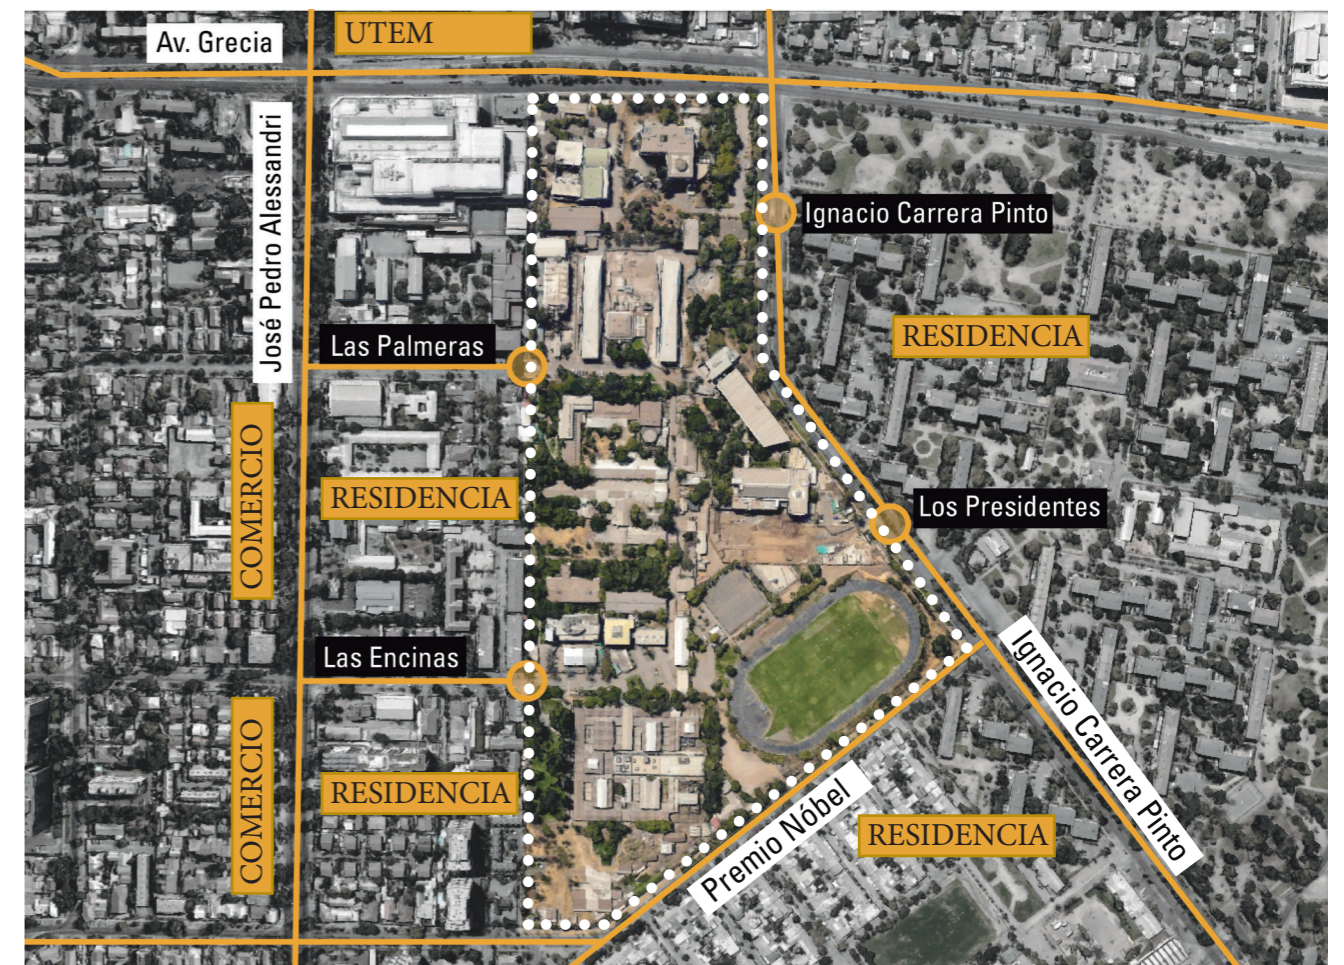 UTEM
Av. Grecia
José Pedro Alessandri
Ignacio Carrera Pinto
RESIDENCIA
Las Palmeras
COMERCIO
RESIDENCIA
Los Presidentes
Las Encinas
Ignacio Carrera Pinto
COMERCIO
RESIDENCIA
Premio Nóbel
RESIDENCIA